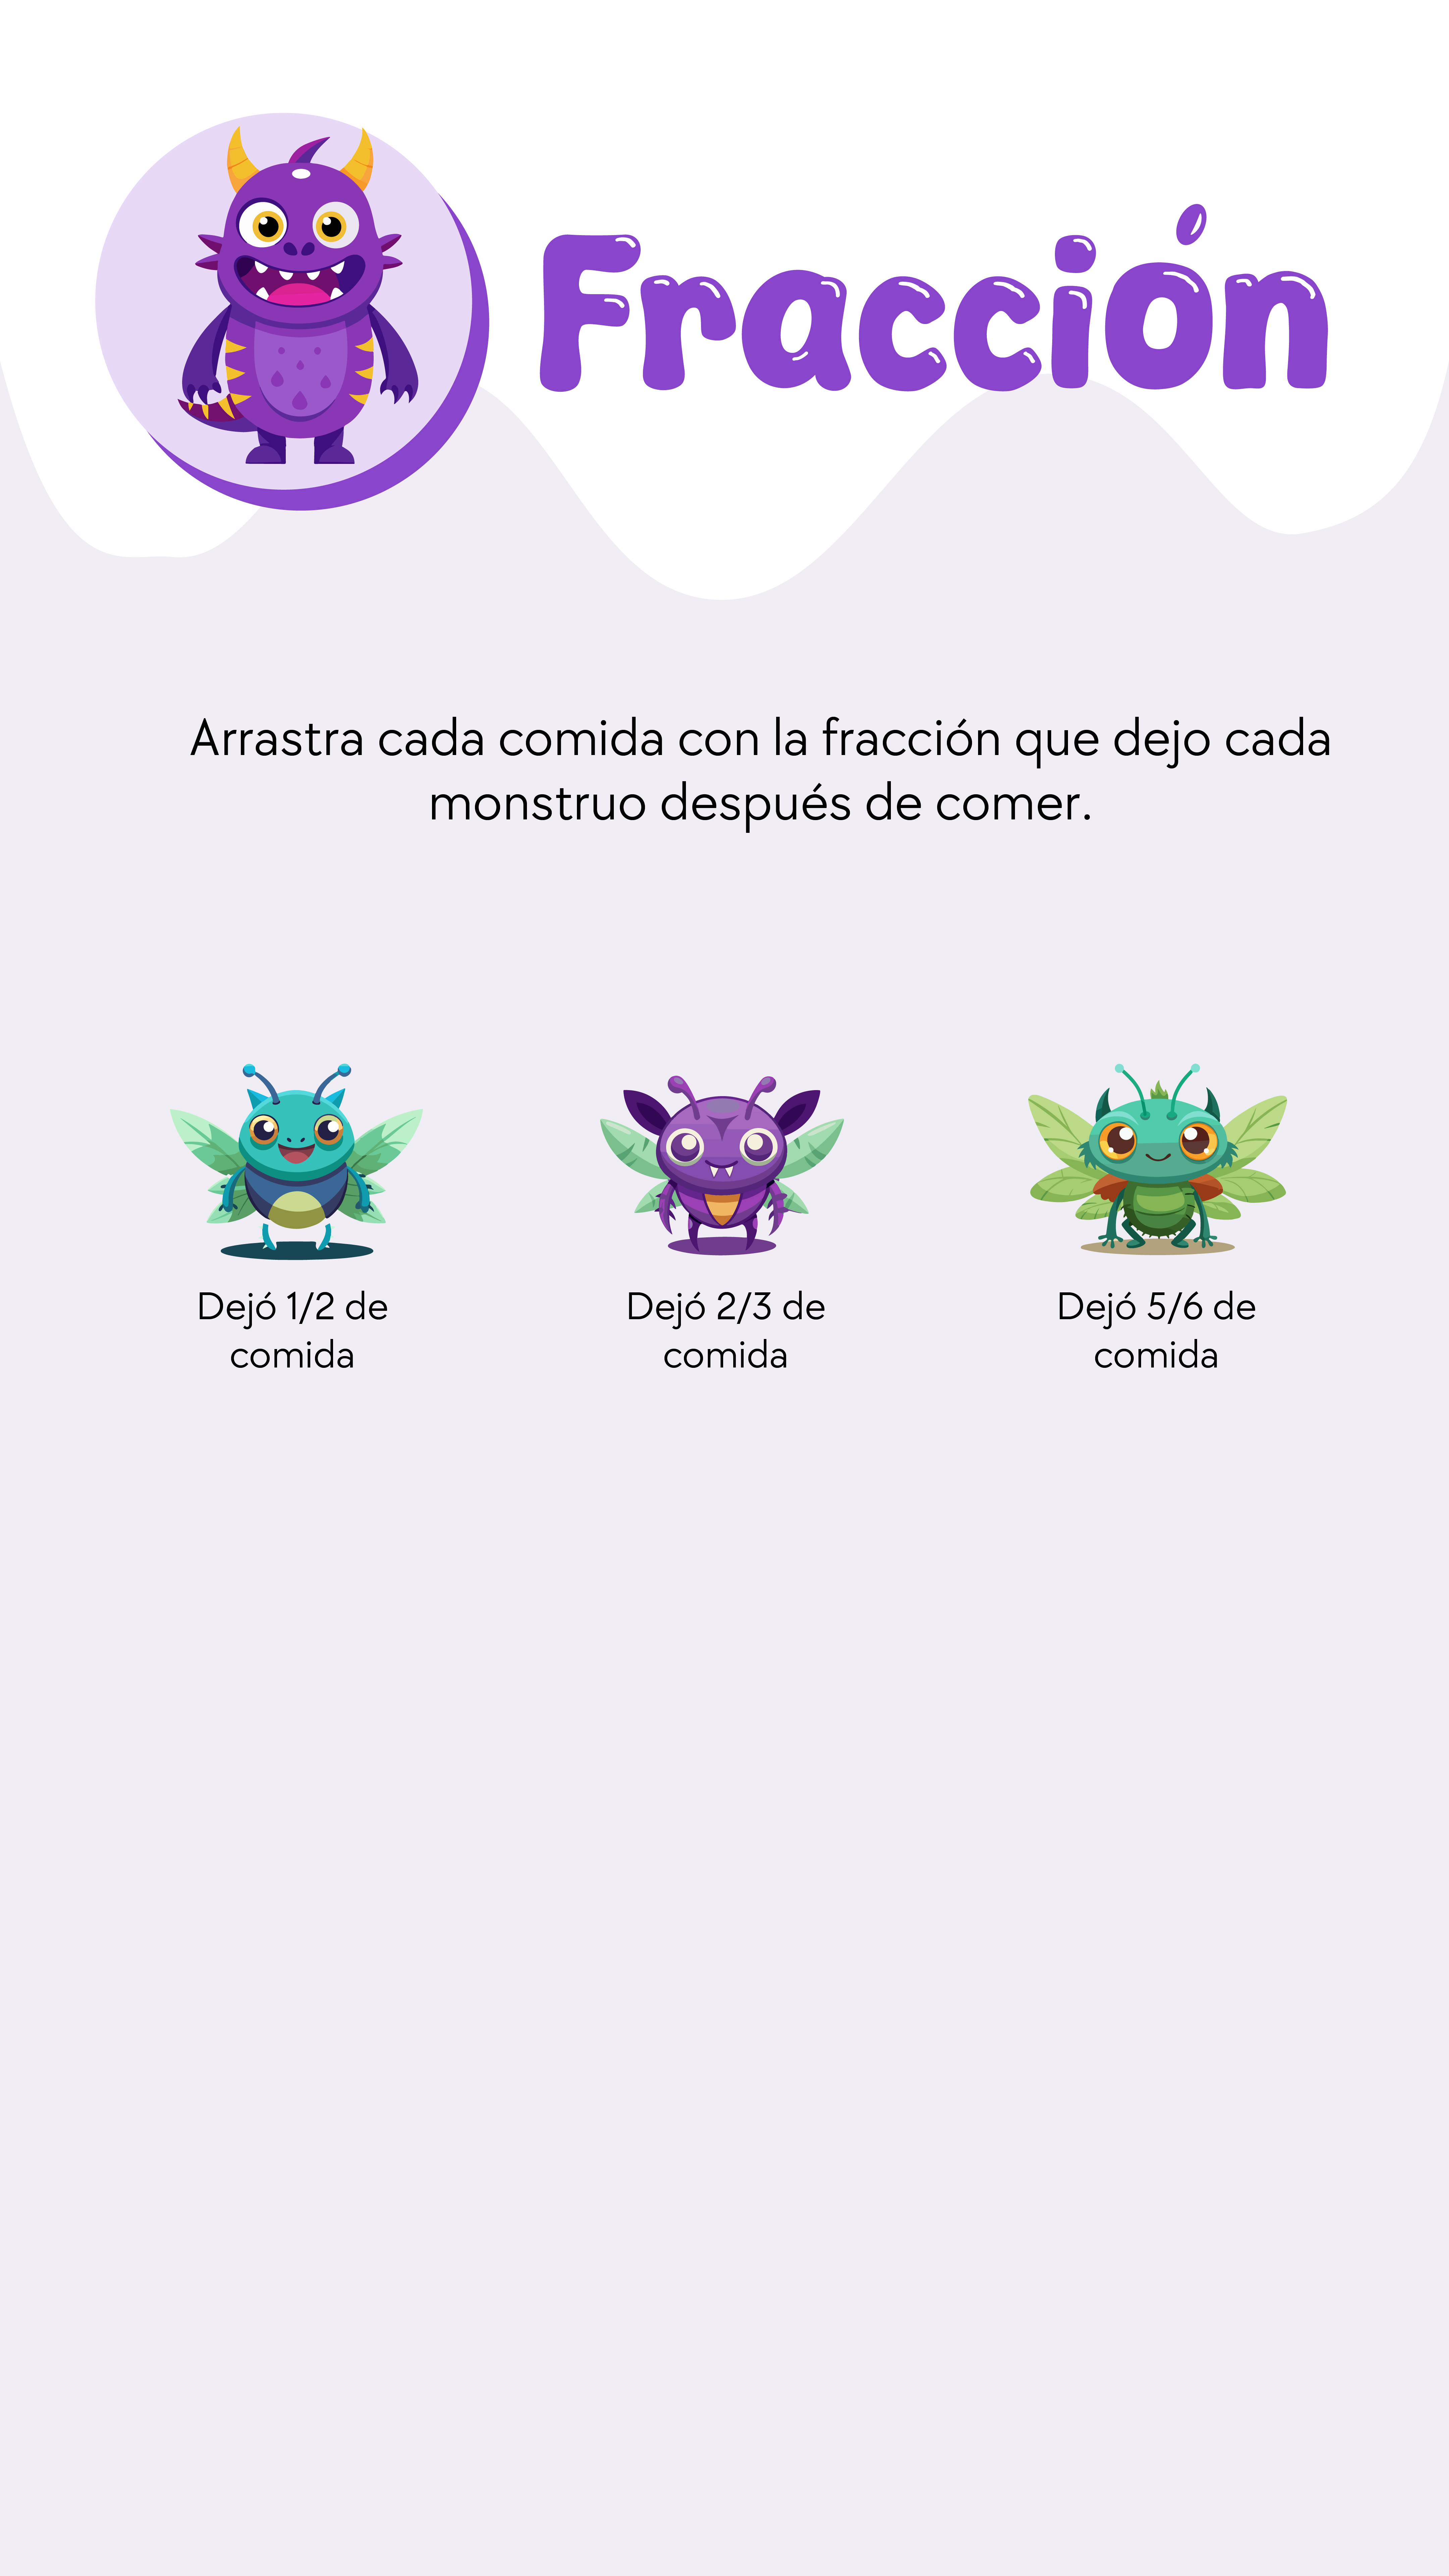 Fracción
Arrastra cada comida con la fracción que dejo cada
monstruo después de comer.
Dejó 1/2 de
comida
Dejó 2/3 de
comida
Dejó 5/6 de
comida